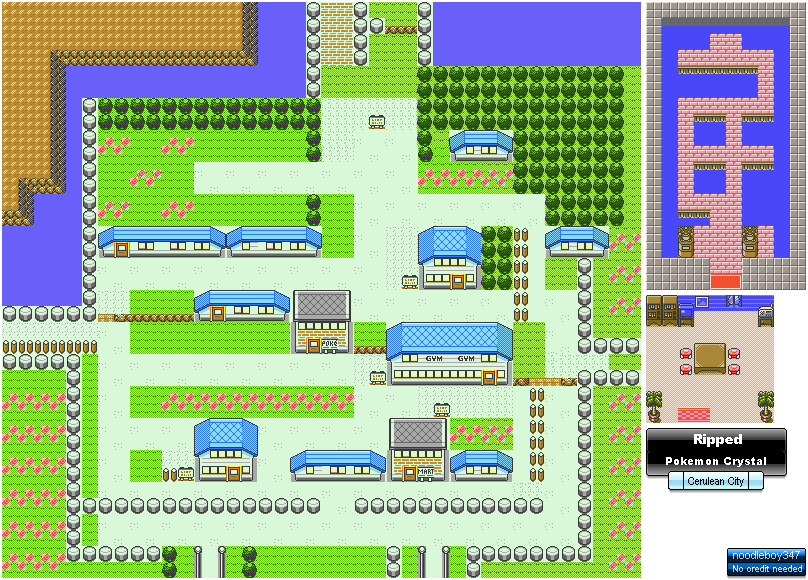 POKé
GYM GYM
MART
Ripped
Pokemon Crystal
Cerulean City
noodleboy347
No credit needed